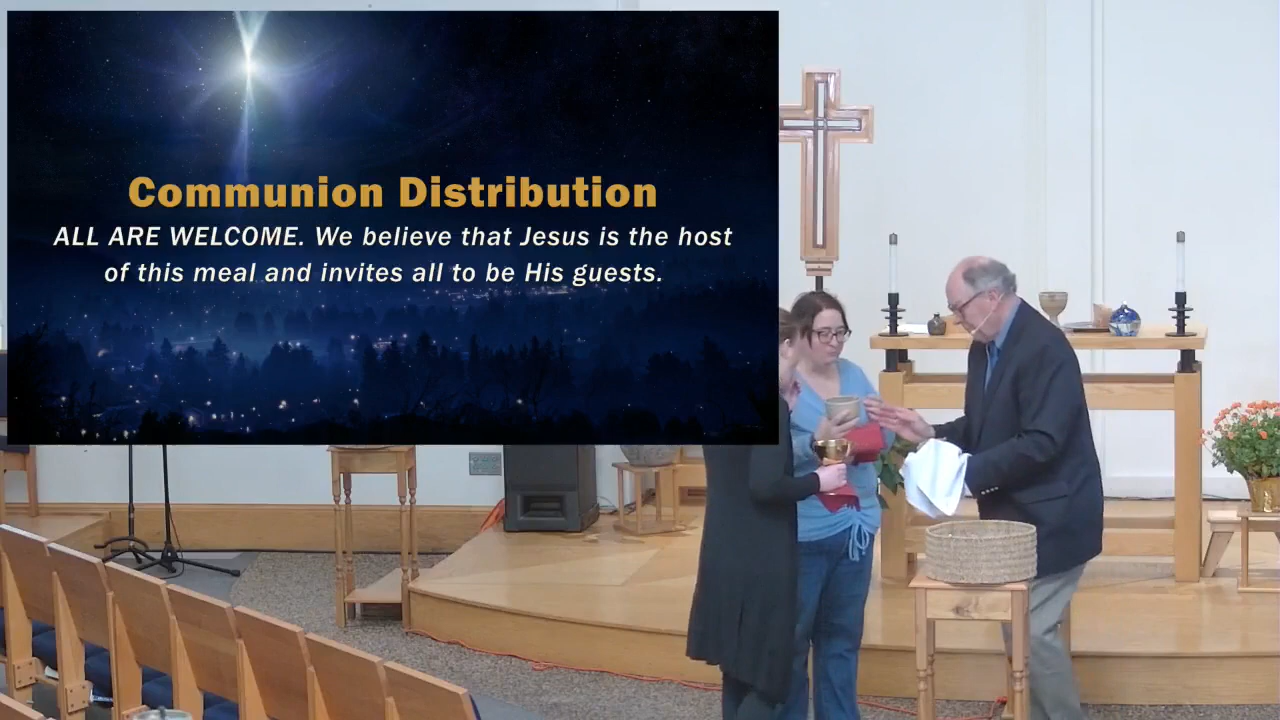 Communion Distribution
ALL ARE WELCOME. We believe that Jesus is the host
of this meal and invites all to be His guests.